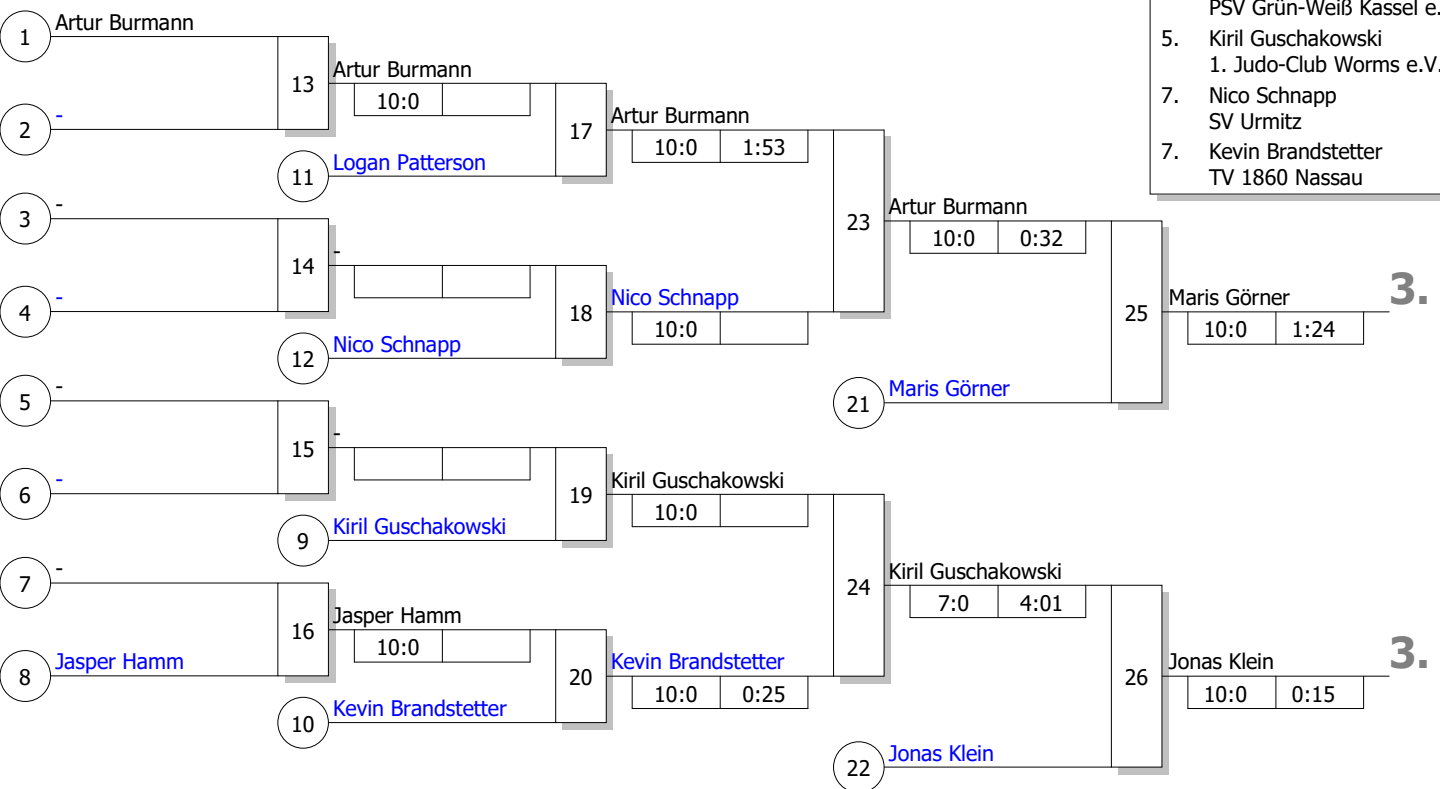 PSV Grün-Weiß Kassel e.
5. Kiril Guschakowski
1. Judo-Club Worms e.V.
7. Nico Schnapp
SV Urmitz
7. Kevin Brandstetter
TV 1860 Nassau
1 Artur Burmann
13 Artur Burmann
10:0
2 -
17 Artur Burmann
10:0 1:53
11 Logan Patterson
3 -
23 Artur Burmann
10:0 0:32
14 -
4 -
18 Nico Schnapp
10:0
12 Nico Schnapp
25 Maris Görner 3.
10:0 1:24
5 -
21 Maris Görner
15 -
6 -
19 Kiril Guschakowski
10:0
9 Kiril Guschakowski
7 -
24 Kiril Guschakowski
7:0 4:01
16 Jasper Hamm
10:0
8 Jasper Hamm
20 Kevin Brandstetter
10:0 0:25
10 Kevin Brandstetter
26 Jonas Klein 3.
10:0 0:15
22 Jonas Klein